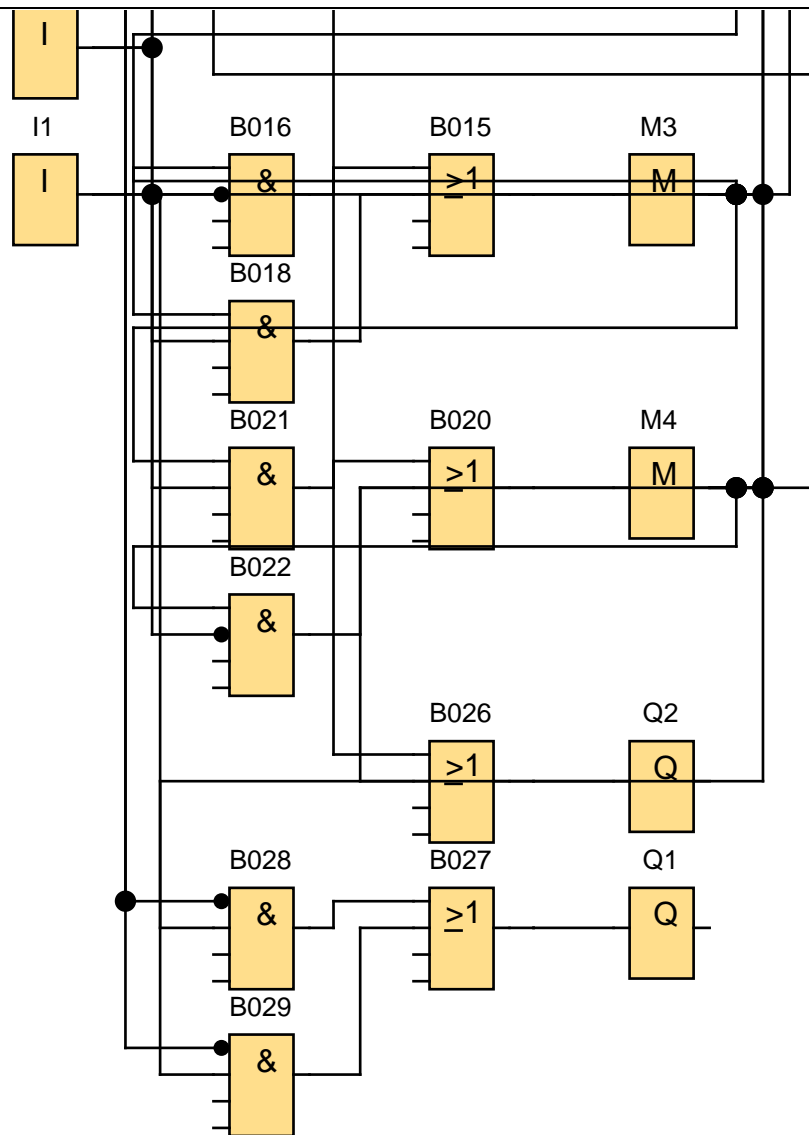 I
I1 B016 B015 M3
I & ≥1 M
B018
&
B021 B020 M4
& ≥1 M
B022
&
B026 Q2
≥1 Q
B028 B027 Q1
& ≥1 Q
B029
&